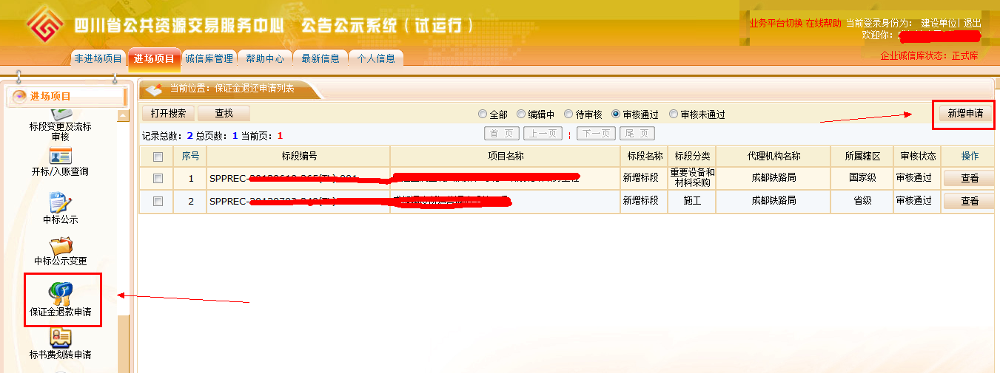 四川省公共资源交易服务中心 公告公示系统（试运行）
业务平台切换 在线帮助 当前登录身份为： 建设单位| 退出
欢迎你：
企业诚信库状态：正式库
非进场项目 进场项目 诚信库管理 帮助中心 最新信息 个人信息
进场项目
标段变更及流标
审核
开标/入账查询
中标公示
中标公示变更
保证金退款申请
标书费划转申请
当前位置：保证金退还申请列表
打开搜索 查找 全部 编辑中 待审核 审核通过 审核未通过 新增申请
记录总数：2 总页数：1 当前页：1 首 页 上一页 ¦ 下一页 尾 页
序号 标段编号 项目名称 标段名称 标段分类 代理机构名称 所属辖区 审核状态 操作
1 SPPREC- 新增标段 重要设备和
材料采购 成都铁路局 国家级 审核通过 查看
2 SPPREC- 新增标段 施工 成都铁路局 省级 审核通过 查看